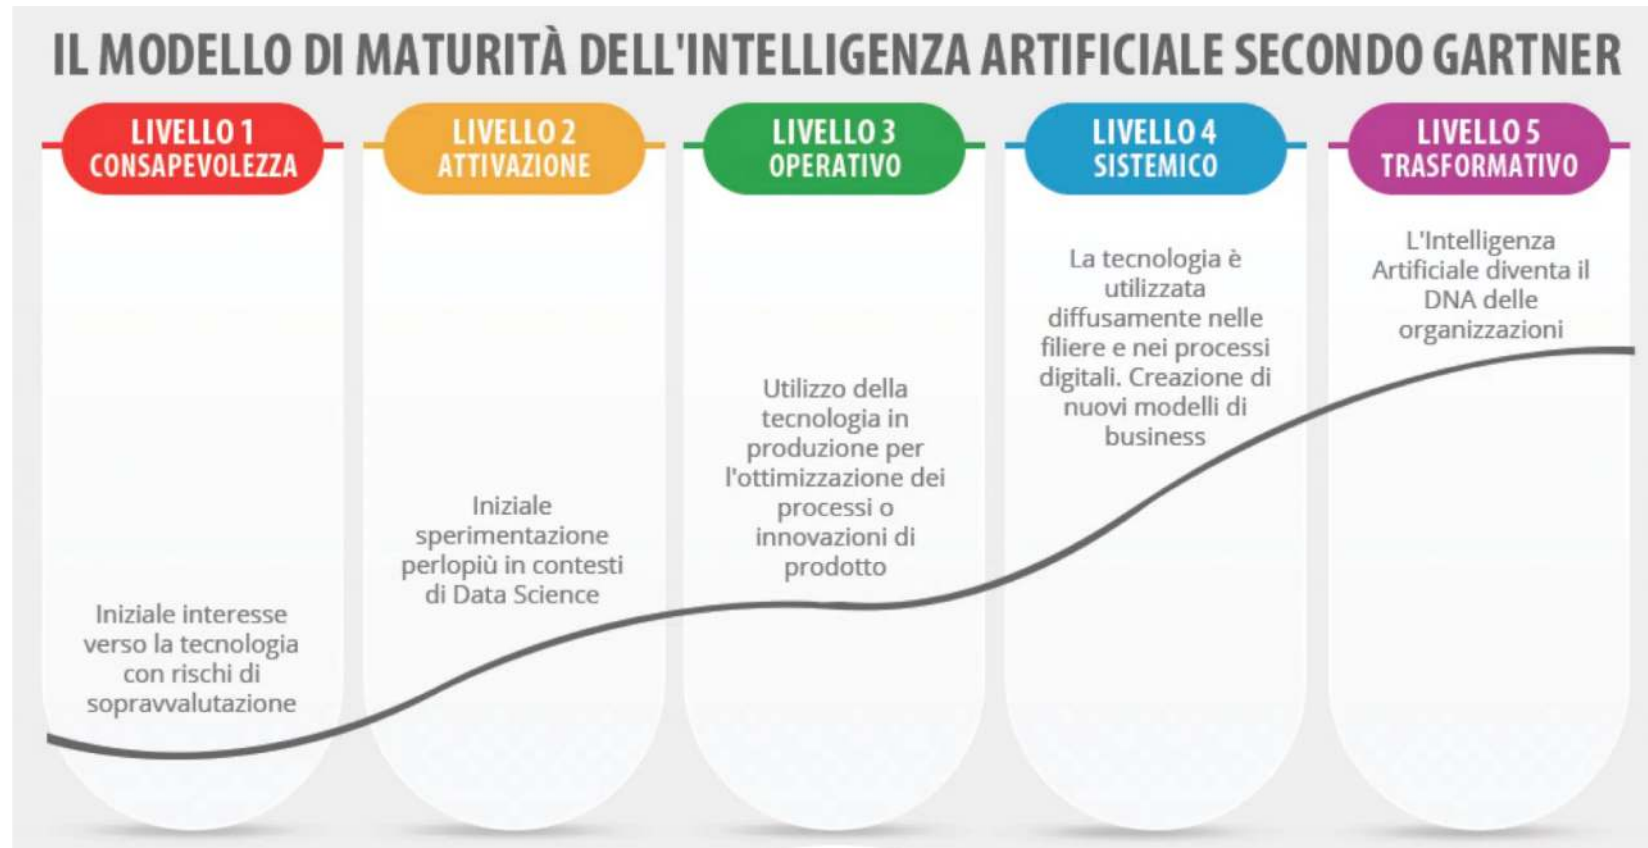 IL MODELLO DI MATURITÀ DELL'INTELLIGENZA ARTIFICIALE SECONDO GARTNER
LIVELLO 1
CONSAPEVOLEZZA
Iniziale interesse
verso la tecnologia
con rischi di
sopravvalutazione
LIVELLO 2
ATTIVAZIONE
Iniziale
sperimentazione
perlopiù in contesti
di Data Science
LIVELLO 3
OPERATIVO
Utilizzo della
tecnologia in
produzione per
l'ottimizzazione dei
processi o
innovazioni di
prodotto
LIVELLO 4
SISTEMICO
La tecnologia è
utilizzata
diffusamente nelle
filiere e nei processi
digitali. Creazione di
nuovi modelli di
business
LIVELLO 5
TRASFORMATIVO
L'Intelligenza
Artificiale diventa il
DNA delle
organizzazioni